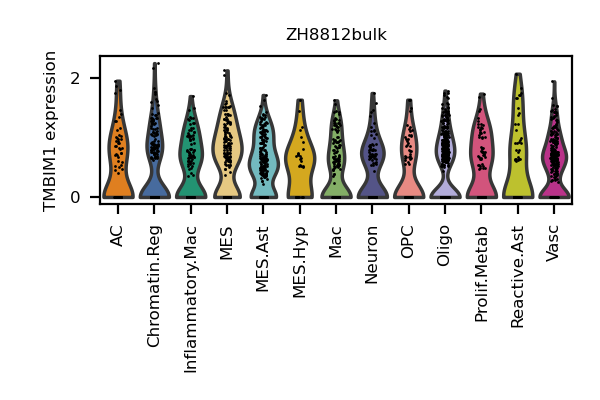 ZH8812bulk
TMBIM1 expression
2
0
AC
Chromatin.Reg
Inflammatory.Mac
MES
MES.Ast
MES.Hyp
Mac
Neuron
OPC
Oligo
Prolif.Metab
Reactive.Ast
Vasc